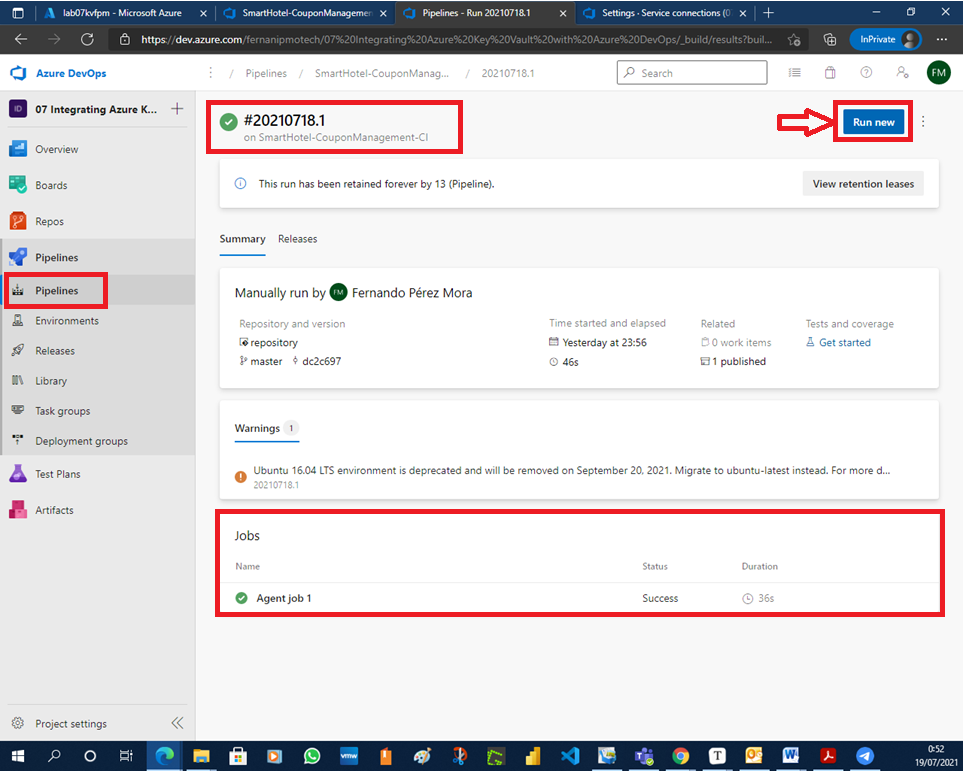 lab07kvfpm - Microsoft Azure
SmartHotel-CouponManagemen
Pipelines - Run 20210718.1
Settings · Service connections (0
https://dev.azure.com/fernanipmotech/07%20Integrating%20Azure%20Key%20Vault%20with%20Azure%20DevOps/_build/results?buil...
InPrivate
Azure DevOps
/ Pipelines / SmartHotel-CouponManag... / 20210718.1
Search
FM
ID
07 Integrating Azure K...
Overview
Boards
Repos
Pipelines
Pipelines
Environments
Releases
Library
Task groups
Deployment groups
Test Plans
Artifacts
Project settings
#20210718.1
on SmartHotel-CouponManagement-CI
Run new
This run has been retained forever by 13 (Pipeline).
View retention leases
Summary
Releases
Manually run by FM Fernando Pérez Mora
Repository and version
repository
master dc2c697
Time started and elapsed
Yesterday at 23:56
46s
Related
0 work items
1 published
Tests and coverage
Get started
Warnings 1
Ubuntu 16.04 LTS environment is deprecated and will be removed on September 20, 2021. Migrate to ubuntu-latest instead. For more d...
20210718.1
Jobs
Name Status Duration
Agent job 1 Success 36s
vmw
T
0:52
19/07/2021